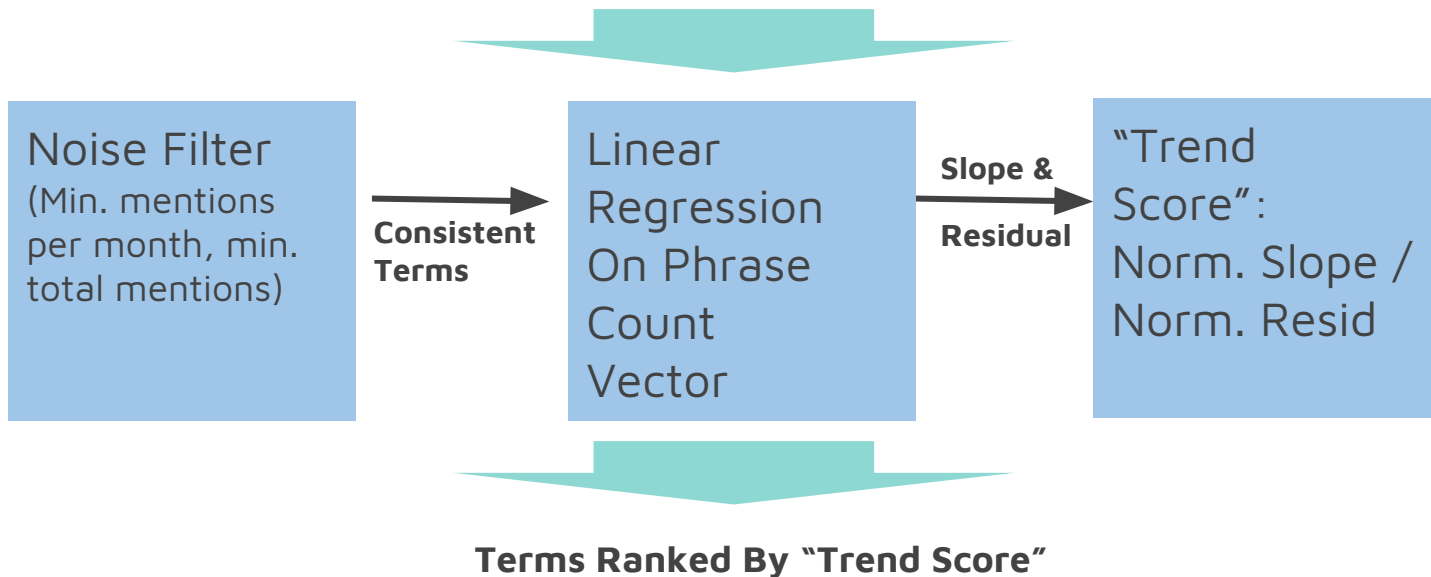 Noise Filter
(Min. mentions
per month, min.
total mentions)
Consistent
Terms
Linear
Regression
On Phrase
Count
Vector
Slope &
Residual
“Trend
Score”:
Norm. Slope /
Norm. Resid
Terms Ranked By “Trend Score”